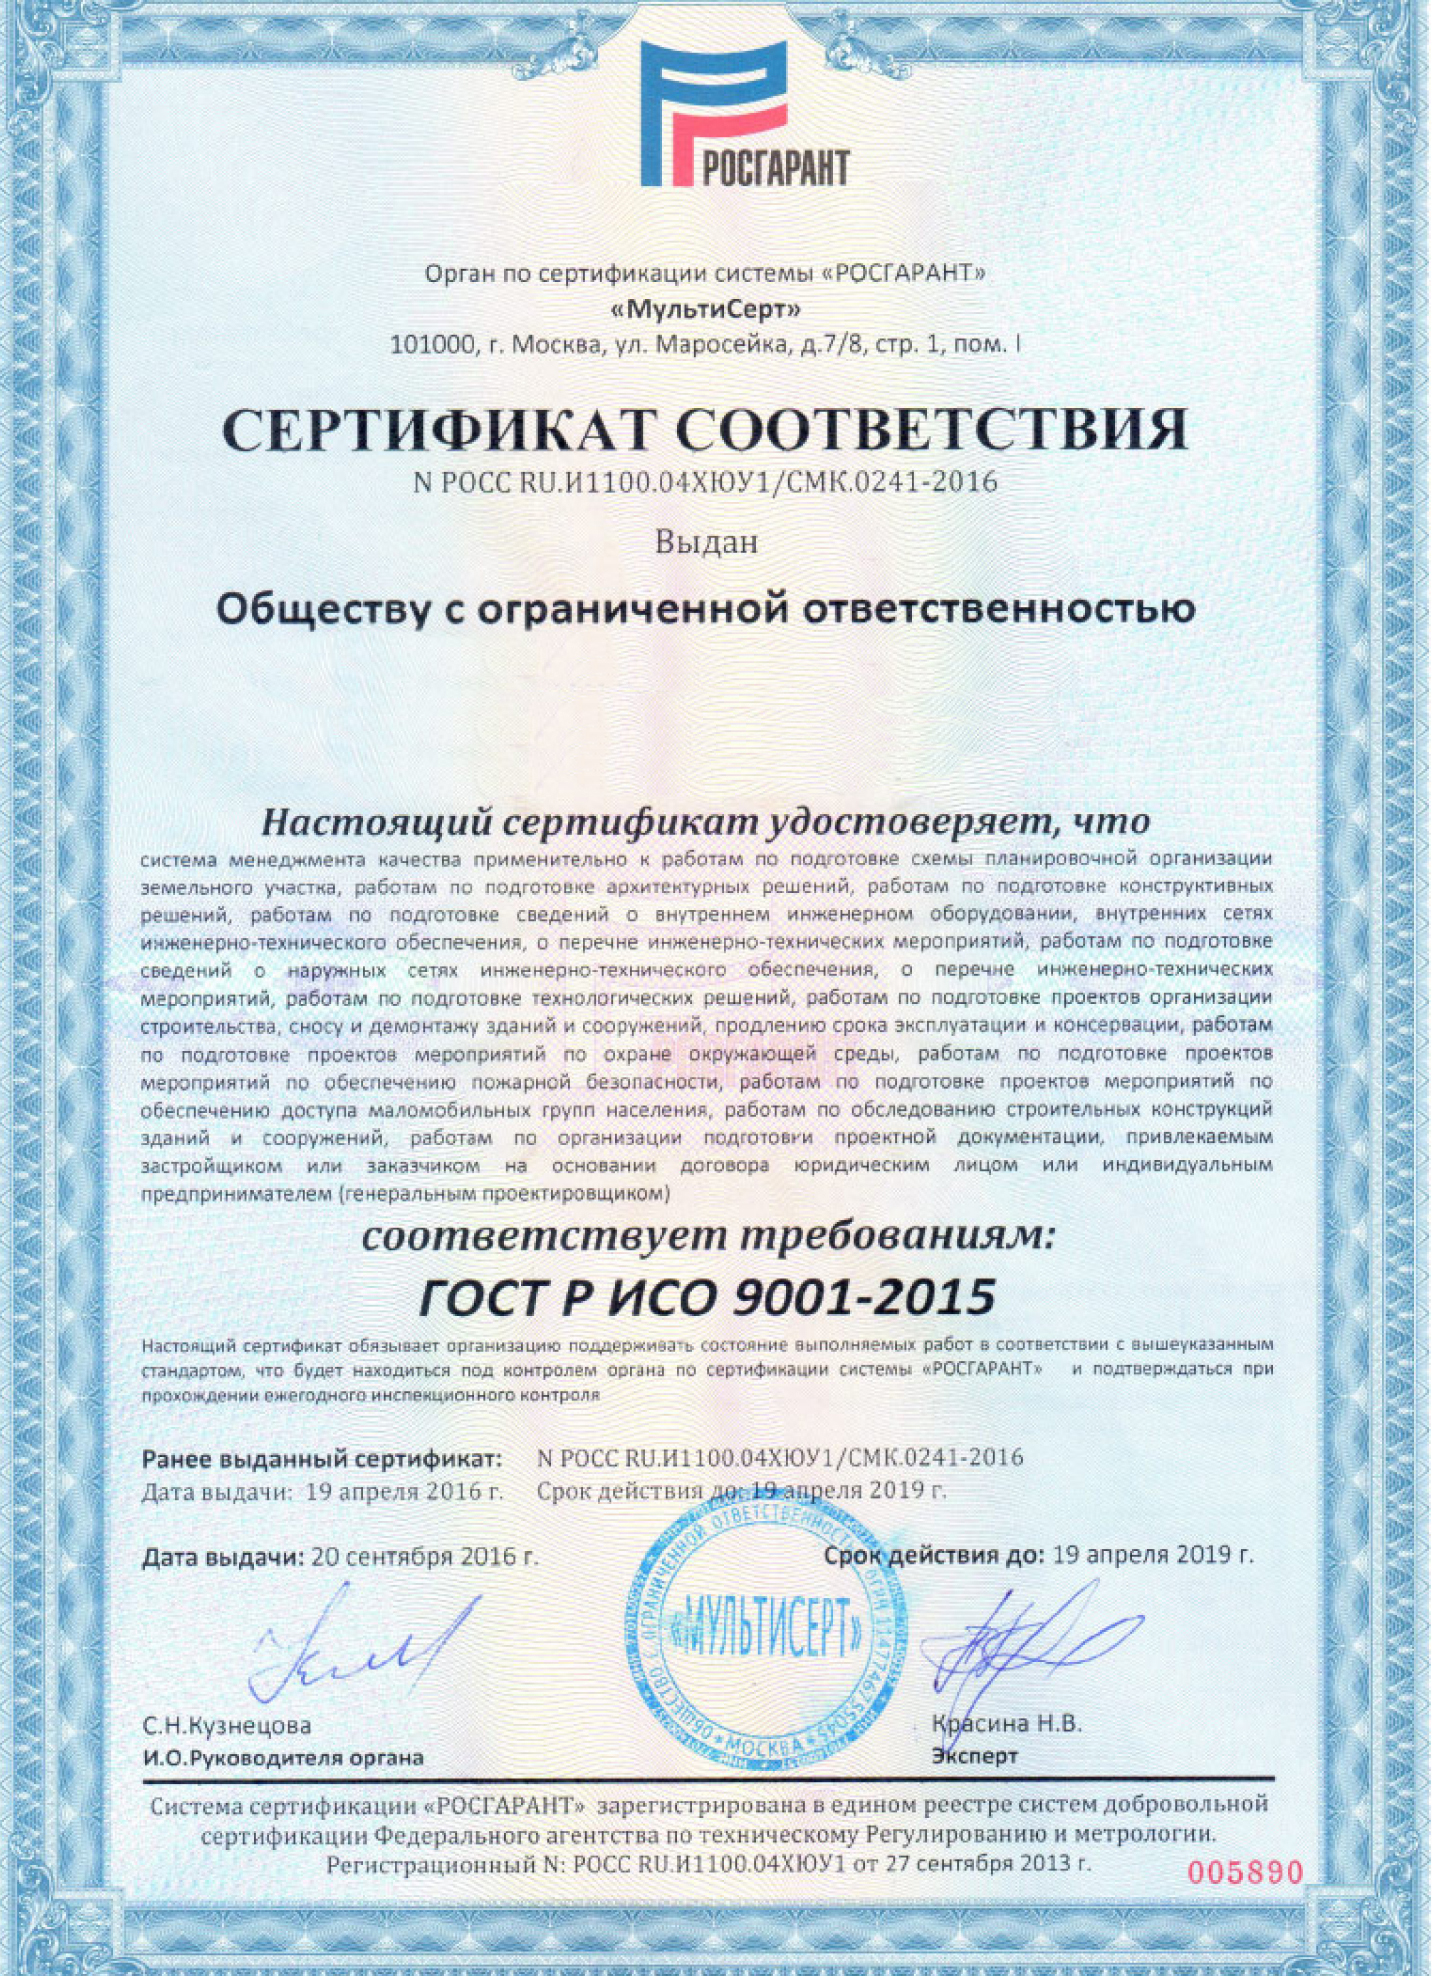 РОСГАРАНТ
Орган по сертификации системы «РОСГАРАНТ»
«МультиСерт»
101000, г. Москва, ул. Маросейка, д.7/8, стр. 1, пом. I
СЕРТИФИКАТ СООТВЕТСТВИЯ
N РОСС RU.И1100.04ХЮУ1/СМК.0241-2016
Выдан
Обществу с ограниченной ответственностью
Настоящий сертификат удостоверяет, что
система менеджмента качества применительно к работам по подготовке схемы планировочной организации
земельного участка, работам по подготовке архитектурных решений, работам по подготовке конструктивных
решений, работам по подготовке сведений о внутреннем инженерном оборудовании, внутренних сетях
инженерно-технического обеспечения, о перечне инженерно-технических мероприятий, работам по подготовке
сведений о наружных сетях инженерно-технического обеспечения, о перечне инженерно-технических
мероприятий, работам по подготовке технологических решений, работам по подготовке проектов организации
строительства, сносу и демонтажу зданий и сооружений, продлению срока эксплуатации и консервации, работам
по подготовке проектов мероприятий по охране окружающей среды, работам по подготовке проектов
мероприятий по обеспечению пожарной безопасности, работам по подготовке проектов мероприятий по
обеспечению доступа маломобильных групп населения, работам по обследованию строительных конструкций
зданий и сооружений, работам по организации подготовки проектной документации, привлекаемым
застройщиком или заказчиком на основании договора юридическим лицом или индивидуальным
предпринимателем (генеральным проектировщиком)
соответствует требованиям:
ГОСТ Р ИСО 9001-2015
Настоящий сертификат обязывает организацию поддерживать состояние выполняемых работ в соответствии с вышеуказанным
стандартом, что будет находиться под контролем органа по сертификации системы «РОСГАРАНТ» и подтверждаться при
прохождении ежегодного инспекционного контроля
Ранее выданный сертификат: N РОСС RU.И1100.04ХЮУ1/СМК.0241-2016
Дата выдачи: 19 апреля 2016 г. Срок действия до: 19 апреля 2019 г.
Дата выдачи: 20 сентября 2016 г. Срок действия до: 19 апреля 2019 г.
ОБЩЕСТВО С ОГРАНИЧЕННОЙ ОТВЕТСТВЕННОСТЬЮ
«МУЛЬТИСЕРТ»
МОСКВА
С.Н.Кузнецова Красина Н.В.
И.О.Руководителя органа Эксперт
Система сертификации «РОСГАРАНТ» зарегистрирована в едином реестре систем добровольной
сертификации Федерального агентства по техническому Регулированию и метрологии.
Регистрационный N: РОСС RU.И1100.04ХЮУ1 от 27 сентября 2013 г.
005890